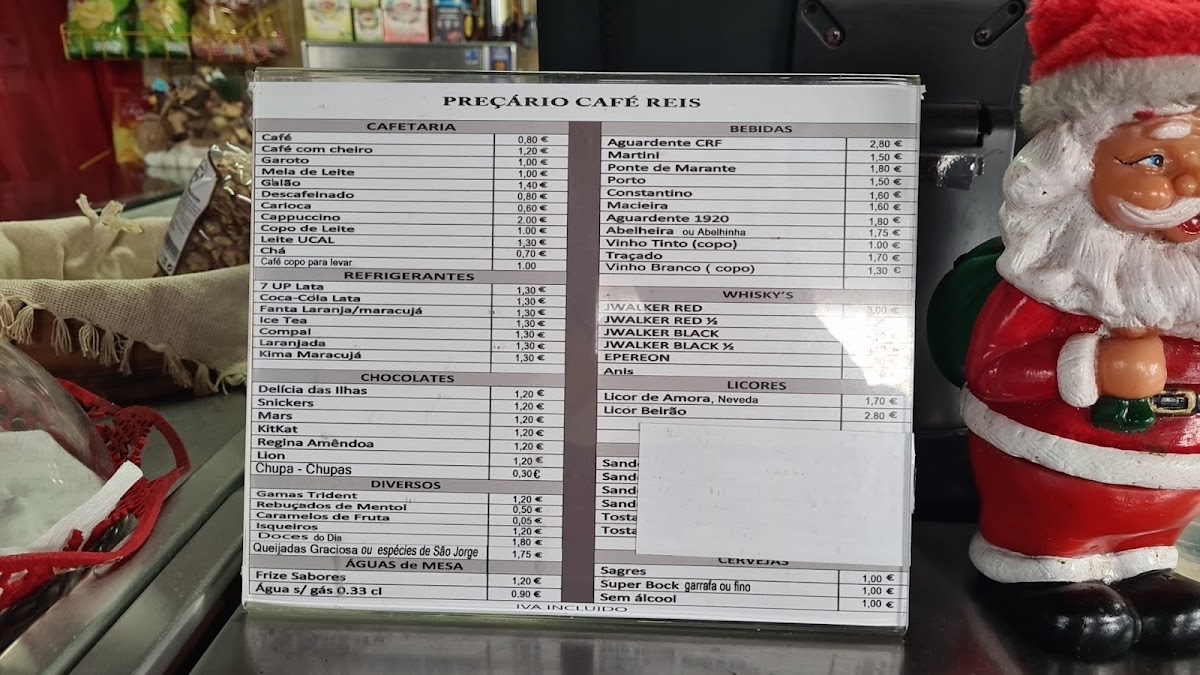 PREÇÁRIO CAFÉ REIS
CAFETARIA
Café 0,80 €
Café com cheiro 1,20 €
Garoto 1,00 €
Meia de Leite 1,00 €
Galão 1,40 €
Descafeinado 0,80 €
Carioca 0,60 €
Cappuccino 2.00 €
Copo de Leite 1.00 €
Leite UCAL 1,30 €
Chá 0,70 €
Café copo para levar 1.00
REFRIGERANTES
7 UP Lata 1,30 €
Coca-Cóla Lata 1,30 €
Fanta Laranja/maracujá 1,30 €
Ice Tea 1,30 €
Compal 1,30 €
Laranjada 1,30 €
Kima Maracujá 1,30 €
CHOCOLATES
Delícia das Ilhas 1,20 €
Snickers 1,20 €
Mars 1,20 €
KitKat 1,20 €
Regina Amêndoa 1,20 €
Lion 1,20 €
Chupa - Chupas 0,30€
DIVERSOS
Gamas Trident 1,20 €
Rebuçados de Mentol 0,50 €
Caramelos de Fruta 0,05 €
Isqueiros 1,20 €
Doces do Dia 1,80 €
Queijadas Graciosa ou espécies de São Jorge 1,75 €
ÁGUAS de MESA
Frize Sabores 1,20 €
Água s/ gás 0.33 cl 0.90 €
BEBIDAS
Aguardente CRF 2,80 €
Martini 1,50 €
Ponte de Marante 1,80 €
Porto 1,50 €
Constantino 1,60 €
Macieira 1,60 €
Aguardente 1920 1,80 €
Abelheira ou Abelhinha 1,75 €
Vinho Tinto (copo) 1.00 €
Traçado 1,70 €
Vinho Branco ( copo) 1,30 €
WHISKY'S
JWALKER RED 3,00 €
JWALKER RED ½
JWALKER BLACK
JWALKER BLACK ½
EPEREON
Anis
LICORES
Licor de Amora, Neveda 1,70 €
Licor Beirão 2.80 €
Sand
Sand
Sand
Sand
Tosta
Tosta
CERVEJAS
Sagres 1,00 €
Super Bock garrafa ou fino 1,00 €
Sem álcool 1,00 €
IVA INCLUIDO